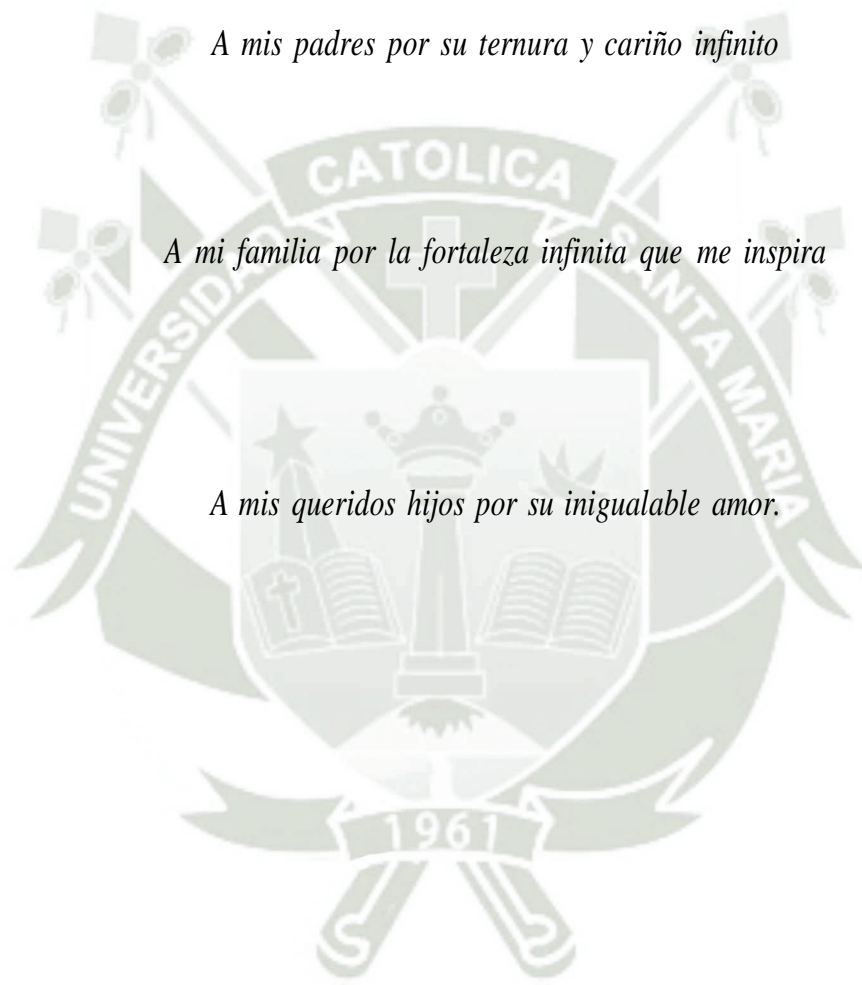 A mis padres por su ternura y cariño infinito
CATOLICA
A mi familia por la fortaleza infinita que me inspira
UNIVERSIDAD
SANTA MARIA
A mis queridos hijos por su inigualable amor.
1961